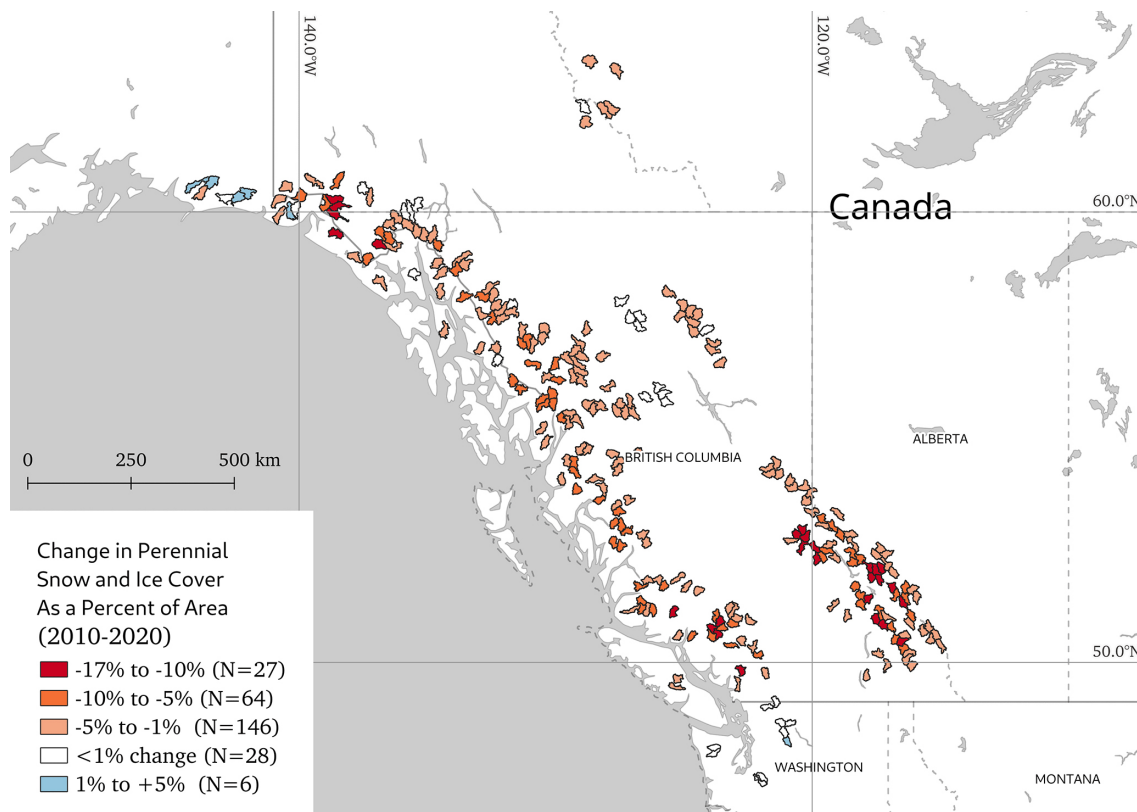 140.0°W
120.0°W
Canada
60.0°N
ALBERTA
BRITISH COLUMBIA
0 250 500 km
50.0°N
Change in Perennial
Snow and Ice Cover
As a Percent of Area
(2010-2020)
-17% to -10% (N=27)
-10% to -5% (N=64)
-5% to -1% (N=146)
<1% change (N=28)
1% to +5% (N=6)
WASHINGTON
MONTANA